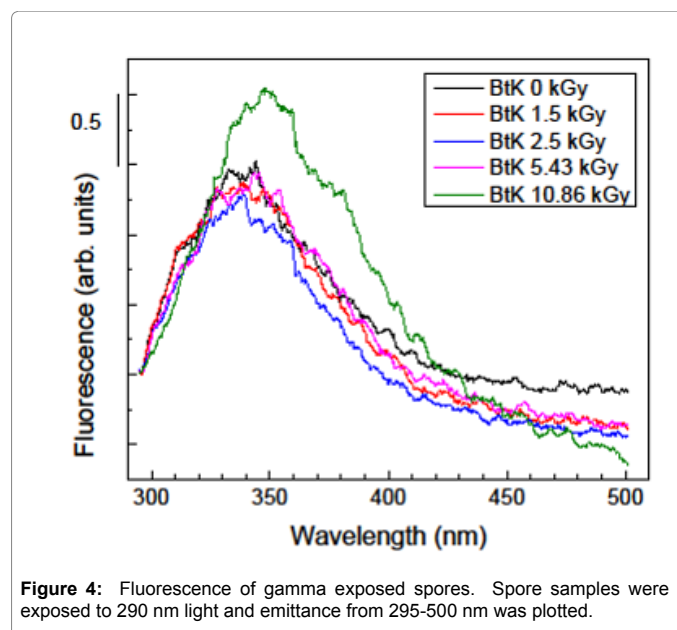 0.5
BtK 0 kGy
BtK 1.5 kGy
BtK 2.5 kGy
BtK 5.43 kGy
BtK 10.86 kGy
Fluorescence (arb. units)
300 350 400 450 500
Wavelength (nm)
Figure 4: Fluorescence of gamma exposed spores. Spore samples were
exposed to 290 nm light and emittance from 295-500 nm was plotted.